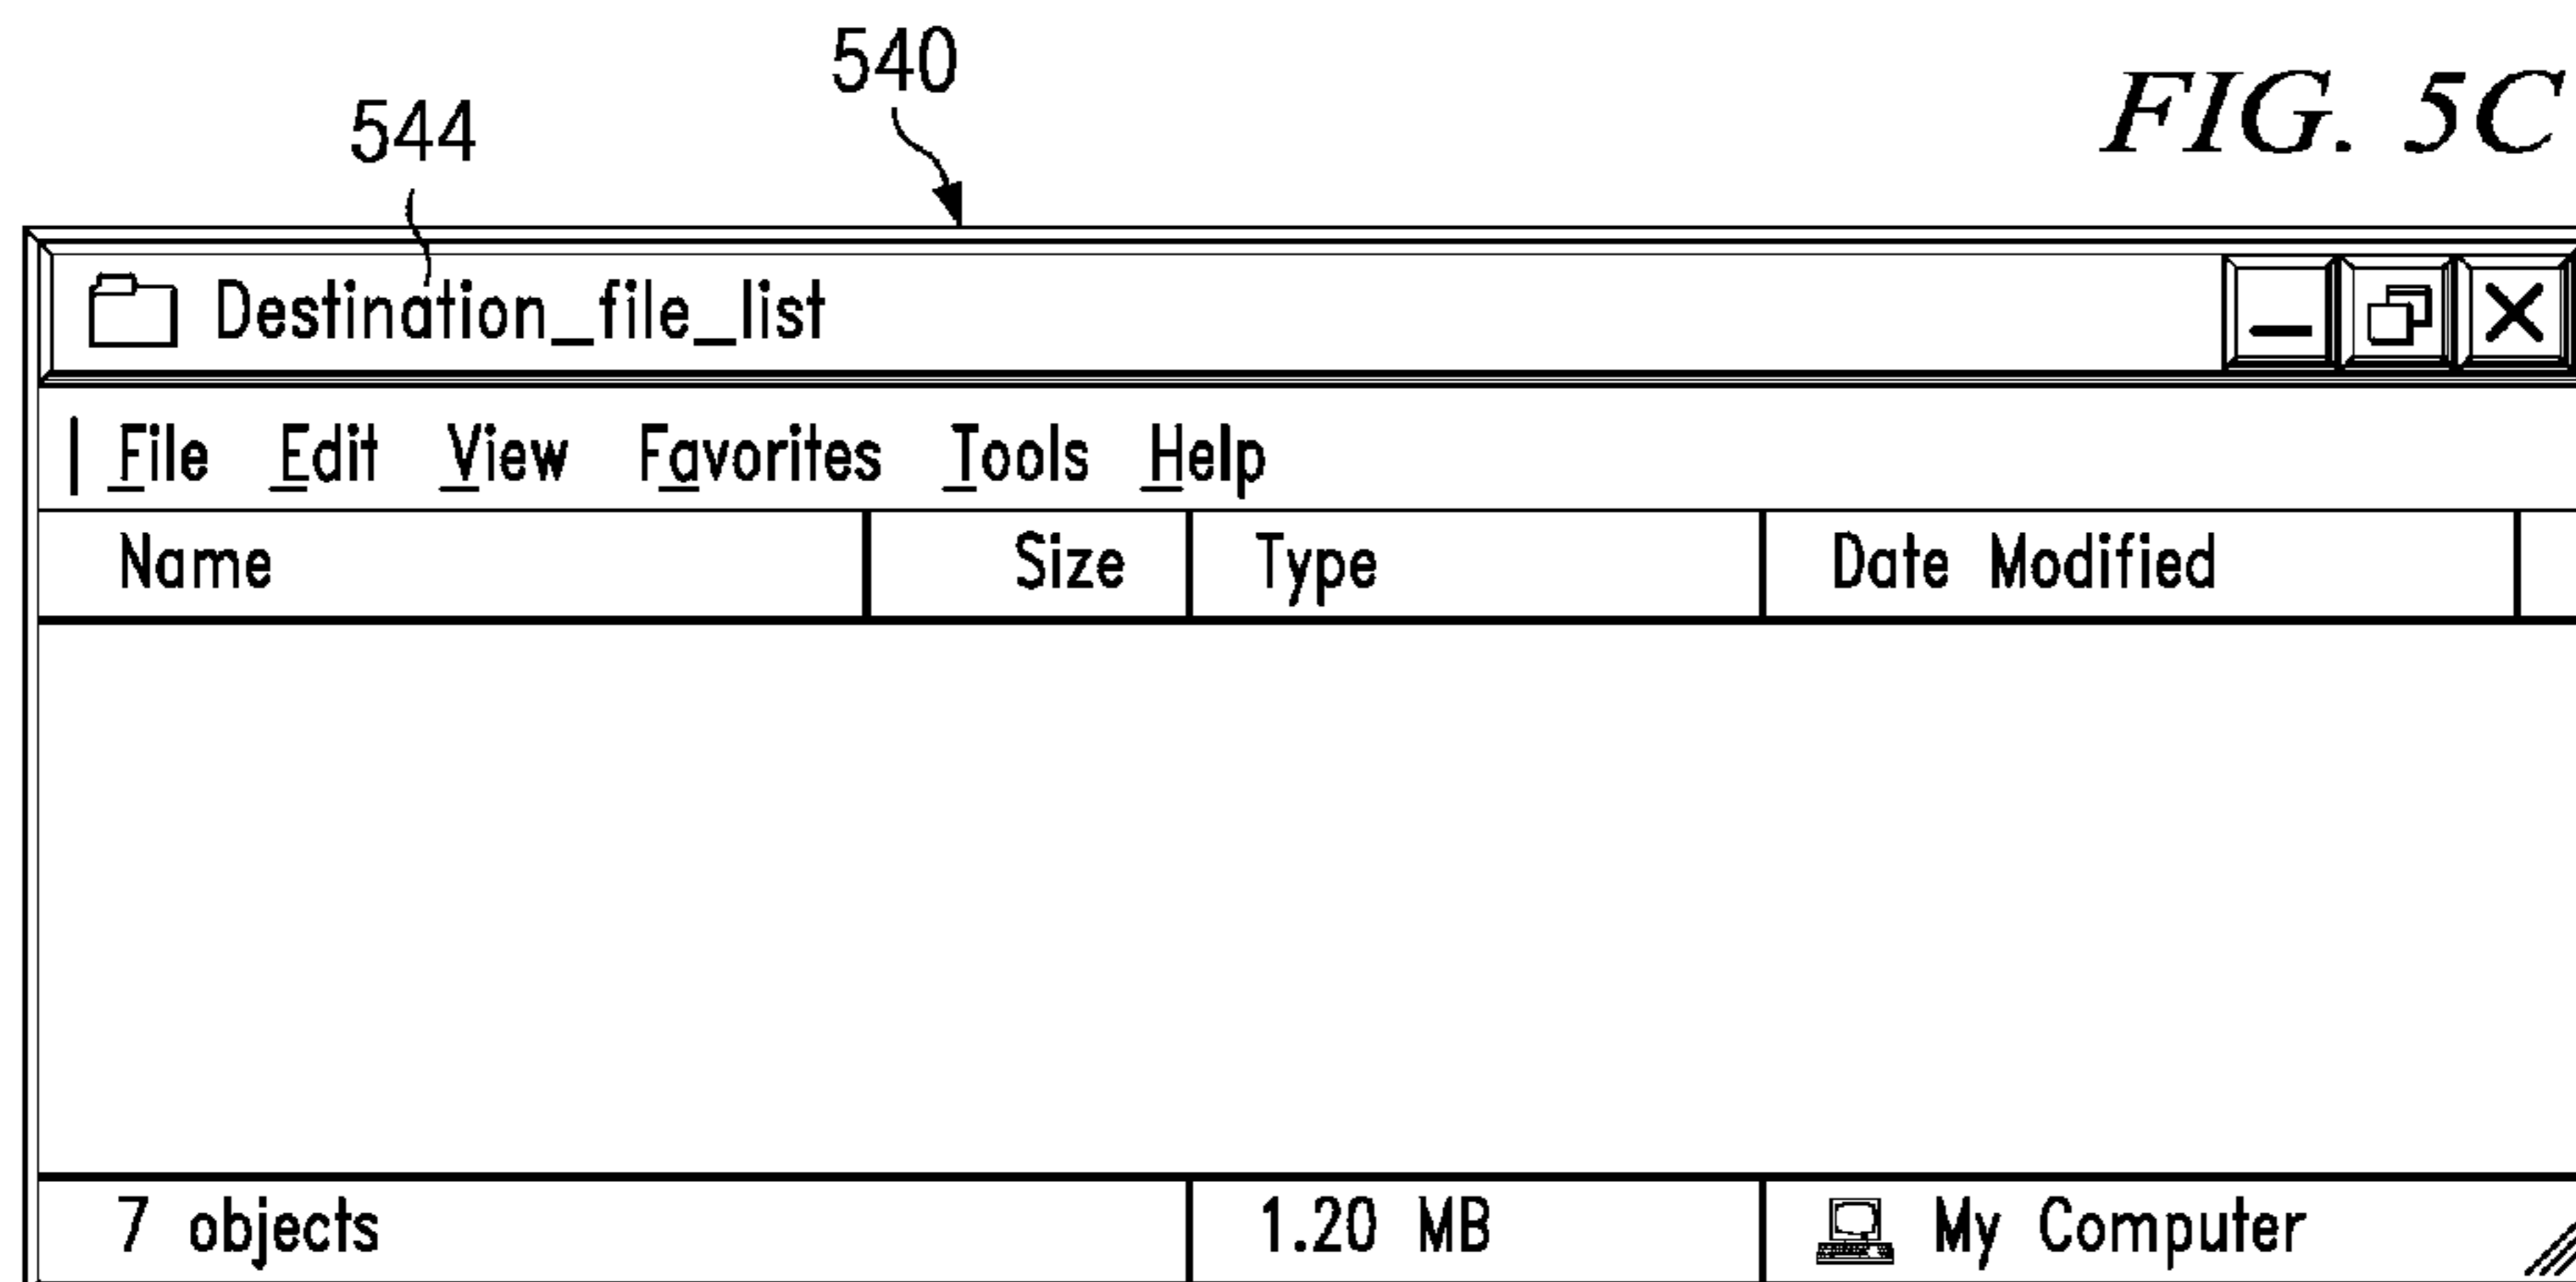 540
FIG. 5C
544
Destination_file_list
File Edit View Favorites Tools Help
Name Size Type Date Modified
7 objects 1.20 MB My Computer